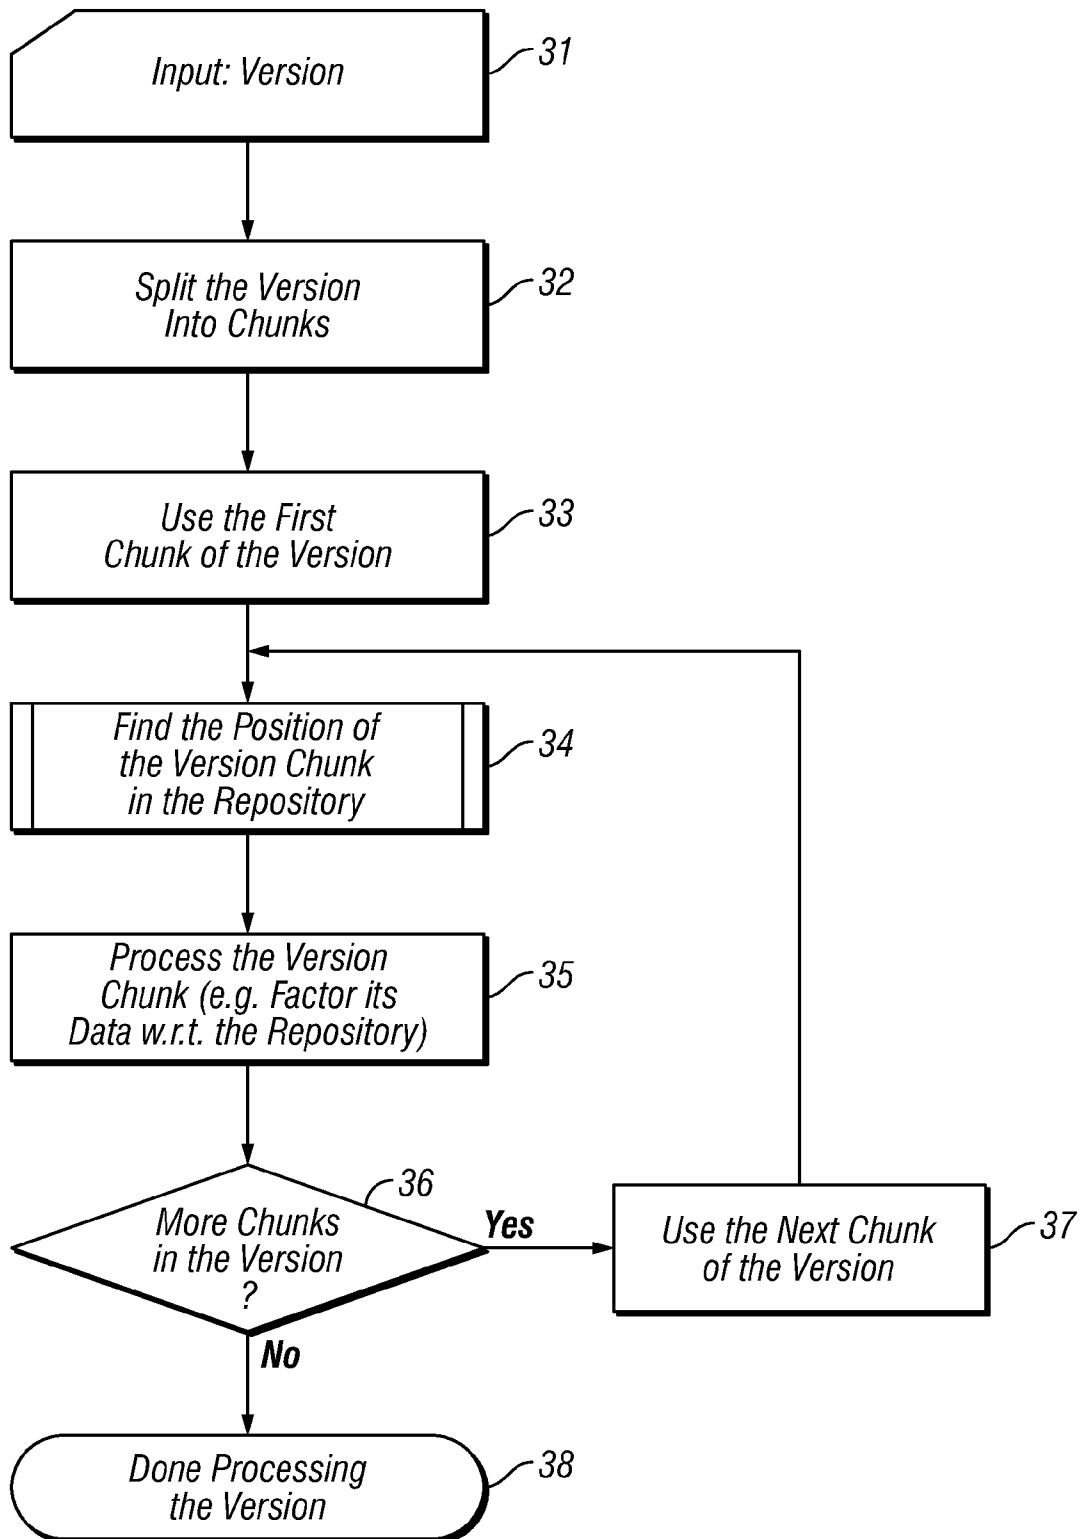 Input: Version
31
Split the Version
Into Chunks
32
Use the First
Chunk of the Version
33
Find the Position of
the Version Chunk
in the Repository
34
Process the Version
Chunk (e.g. Factor its
Data w.r.t. the Repository)
35
More Chunks
in the Version
?
36
Yes
Use the Next Chunk
of the Version
37
No
Done Processing
the Version
38